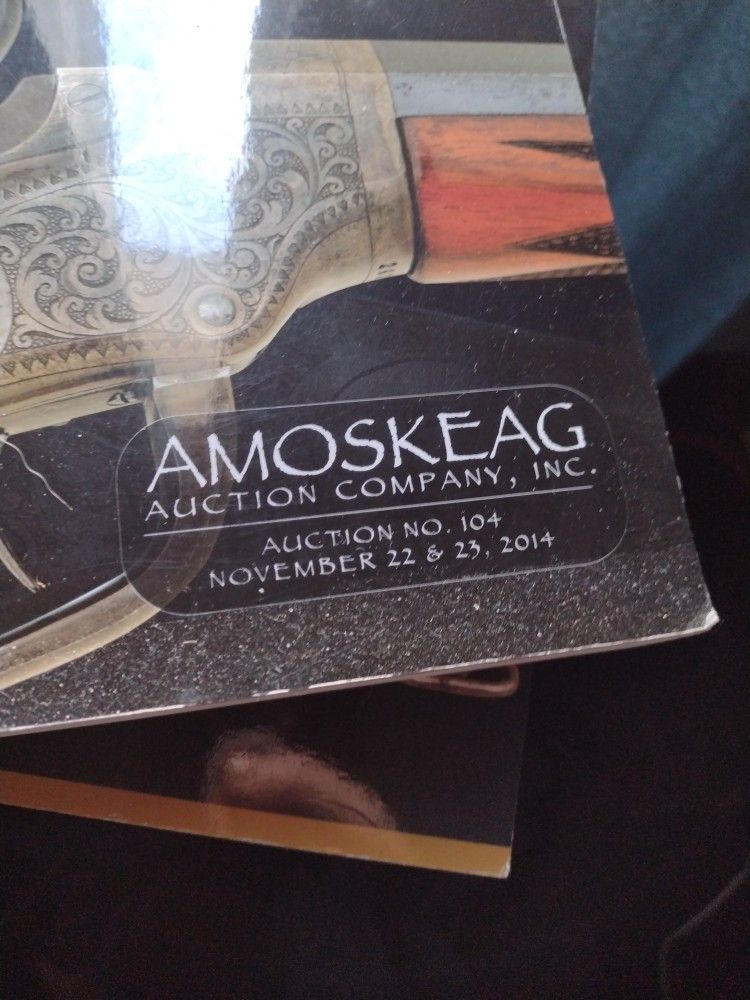 AMOSKEAG
AUCTION COMPANY, INC.
AUCTION NO. 104
NOVEMBER 22 & 23, 2014